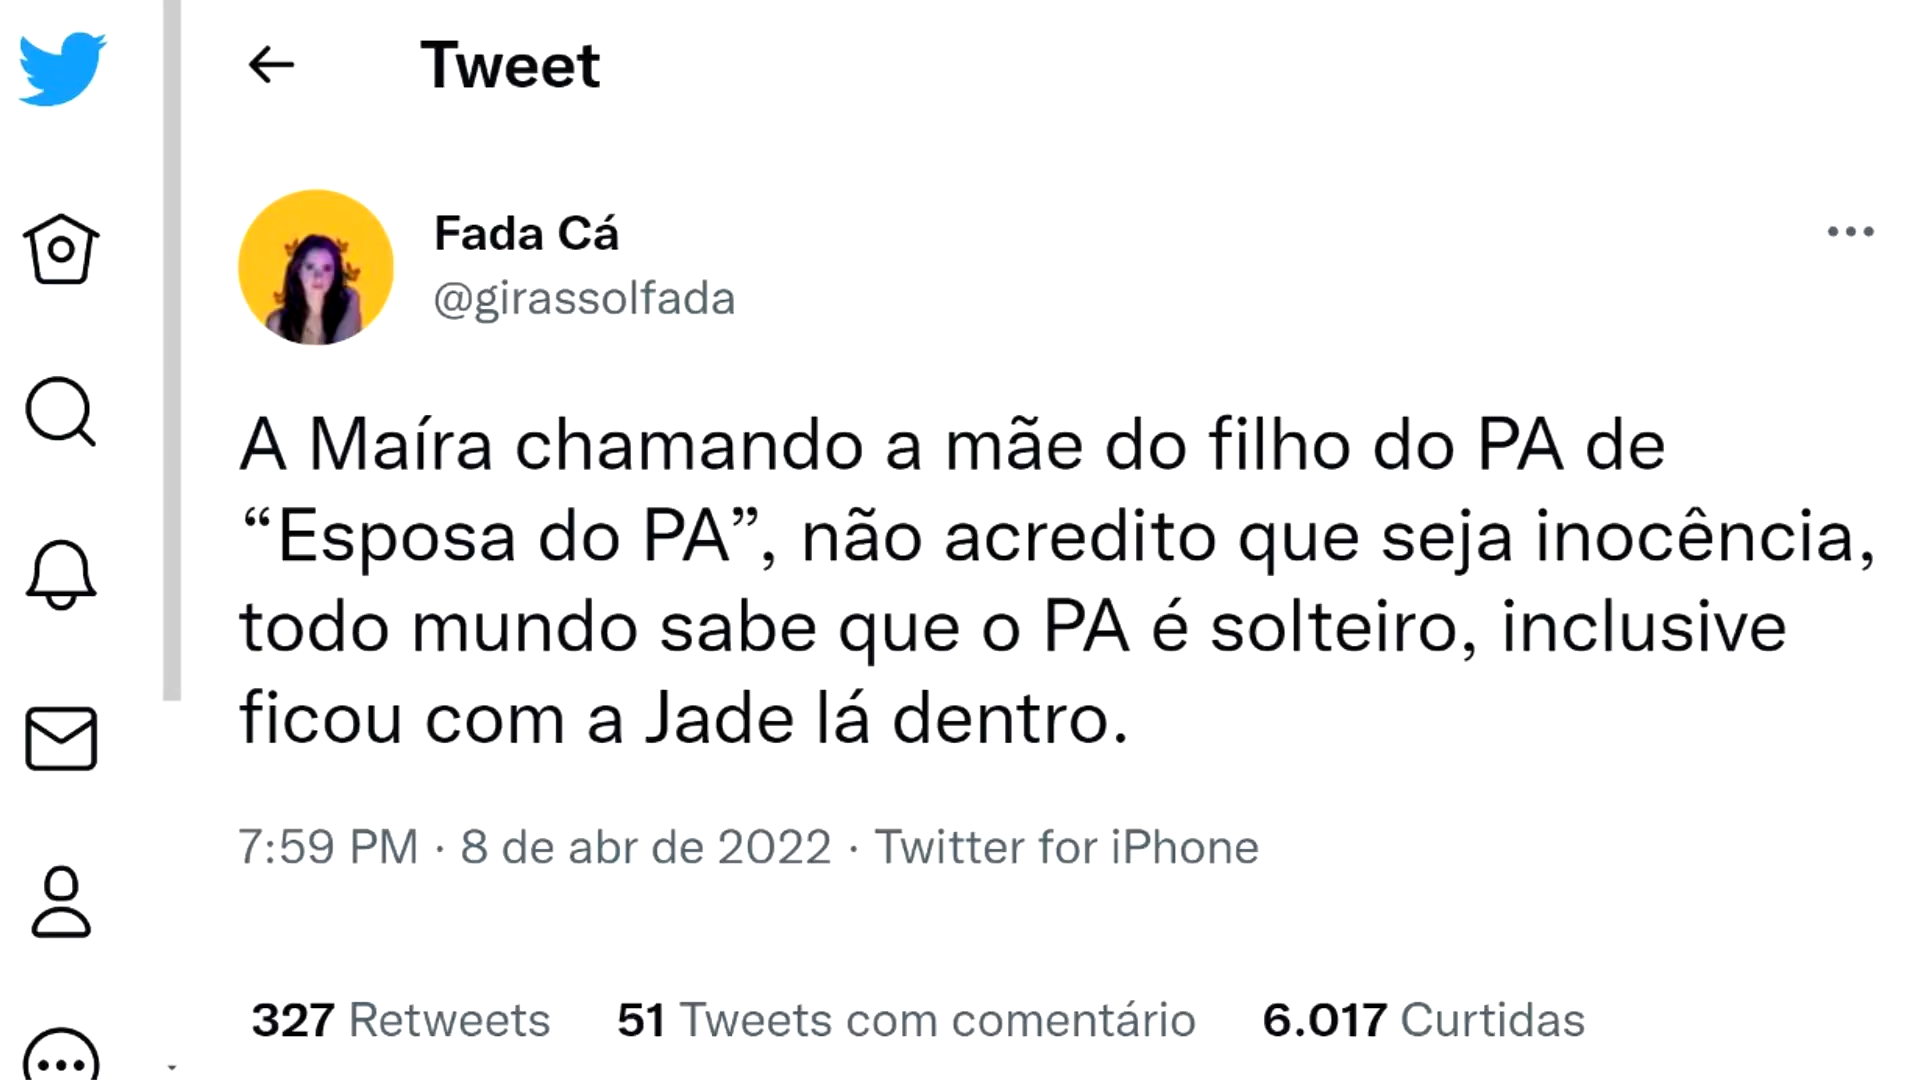 Tweet
Fada Cá
@girassolfada
A Maíra chamando a mãe do filho do PA de
“Esposa do PA”, não acredito que seja inocência,
todo mundo sabe que o PA é solteiro, inclusive
ficou com a Jade lá dentro.
7:59 PM · 8 de abr de 2022 · Twitter for iPhone
327 Retweets 51 Tweets com comentário 6.017 Curtidas